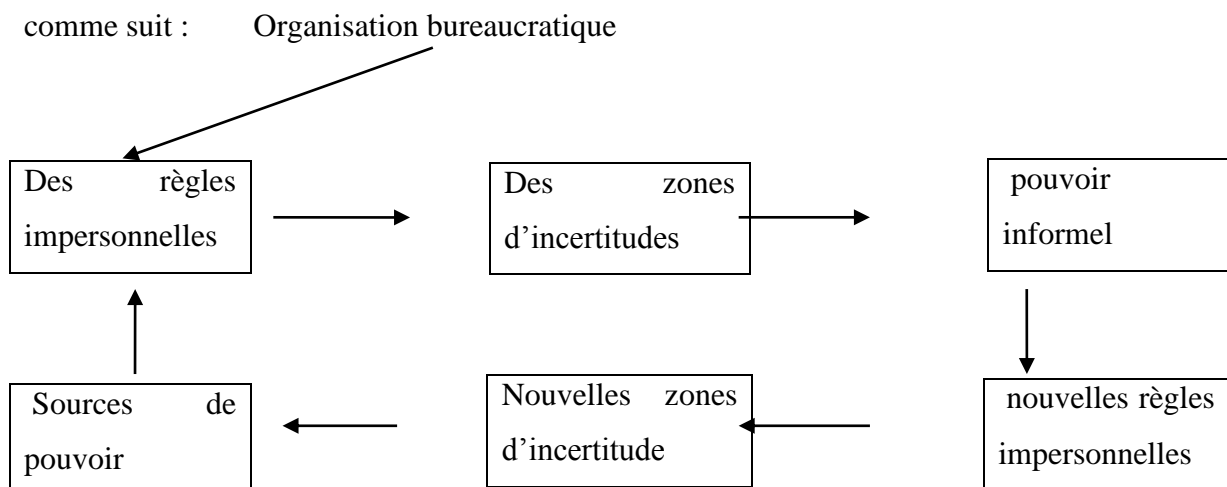 comme suit : Organisation bureaucratique
Des règles
impersonnelles
Des zones
d’incertitudes
pouvoir
informel
Sources de
pouvoir
Nouvelles zones
d’incertitude
nouvelles règles
impersonnelles